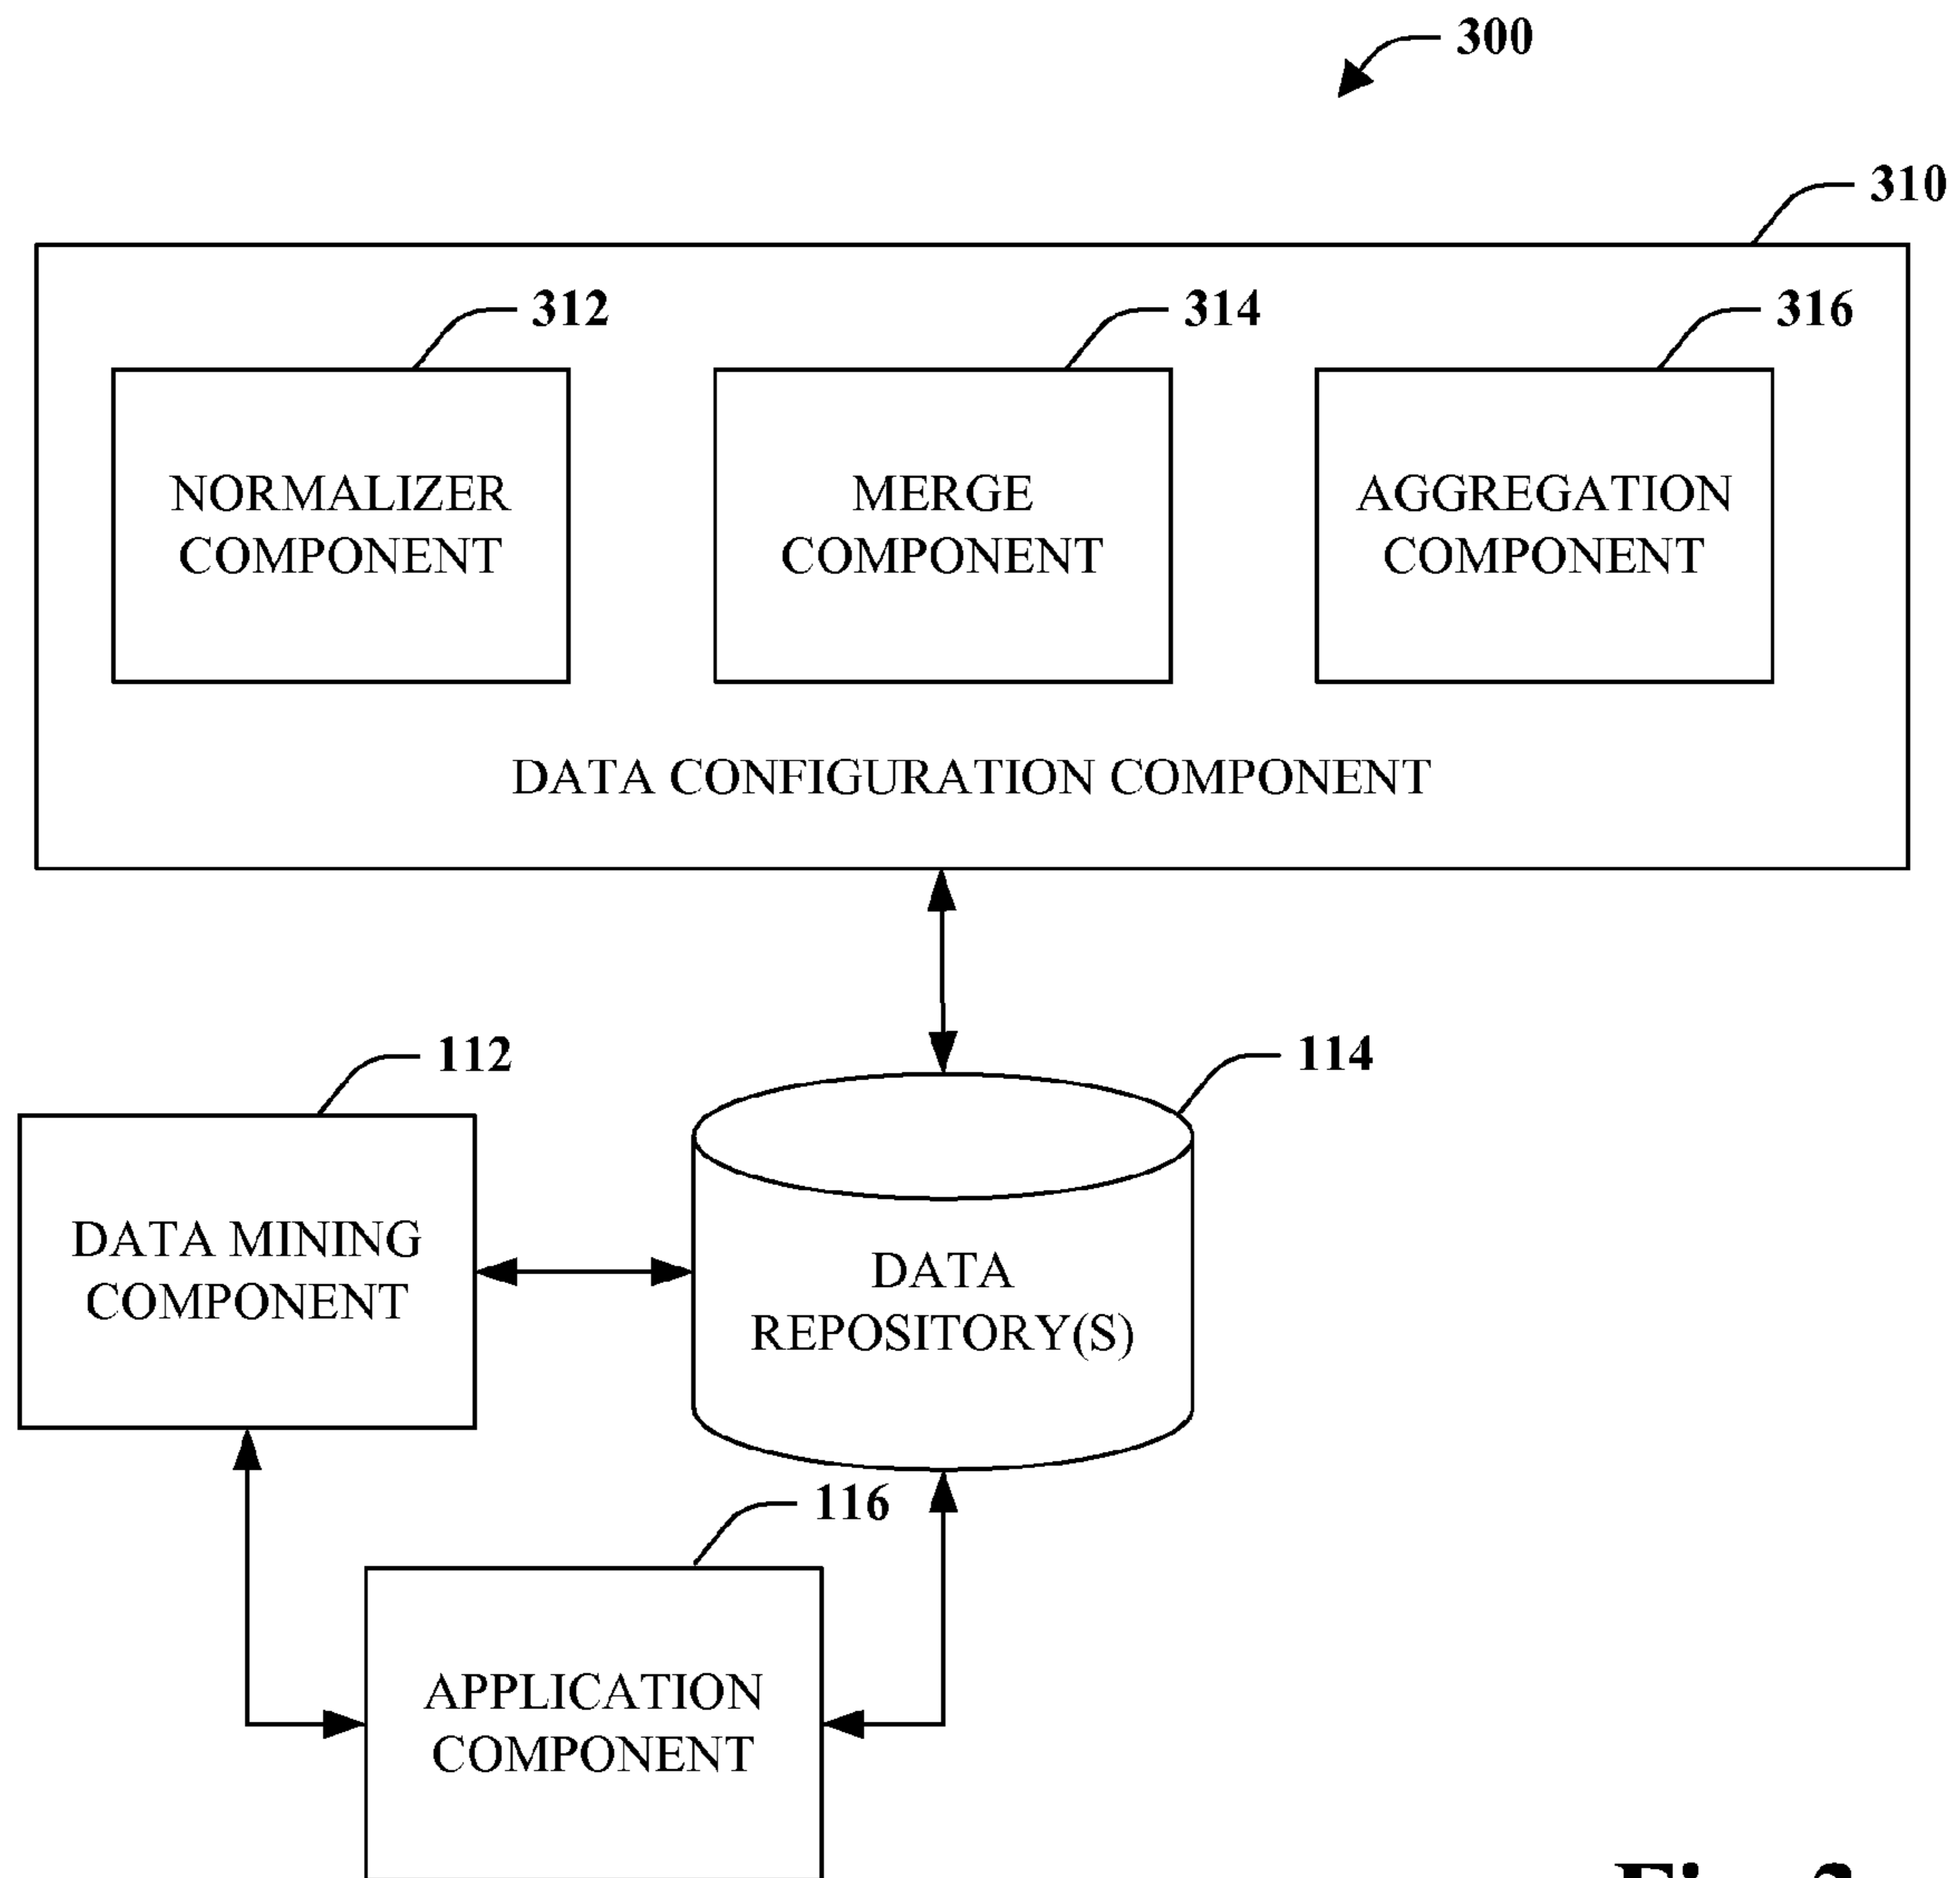 300
310
312
314
316
NORMALIZER
COMPONENT
MERGE
COMPONENT
AGGREGATION
COMPONENT
DATA CONFIGURATION COMPONENT
112
114
DATA MINING
COMPONENT
DATA
REPOSITORY(S)
116
APPLICATION
COMPONENT